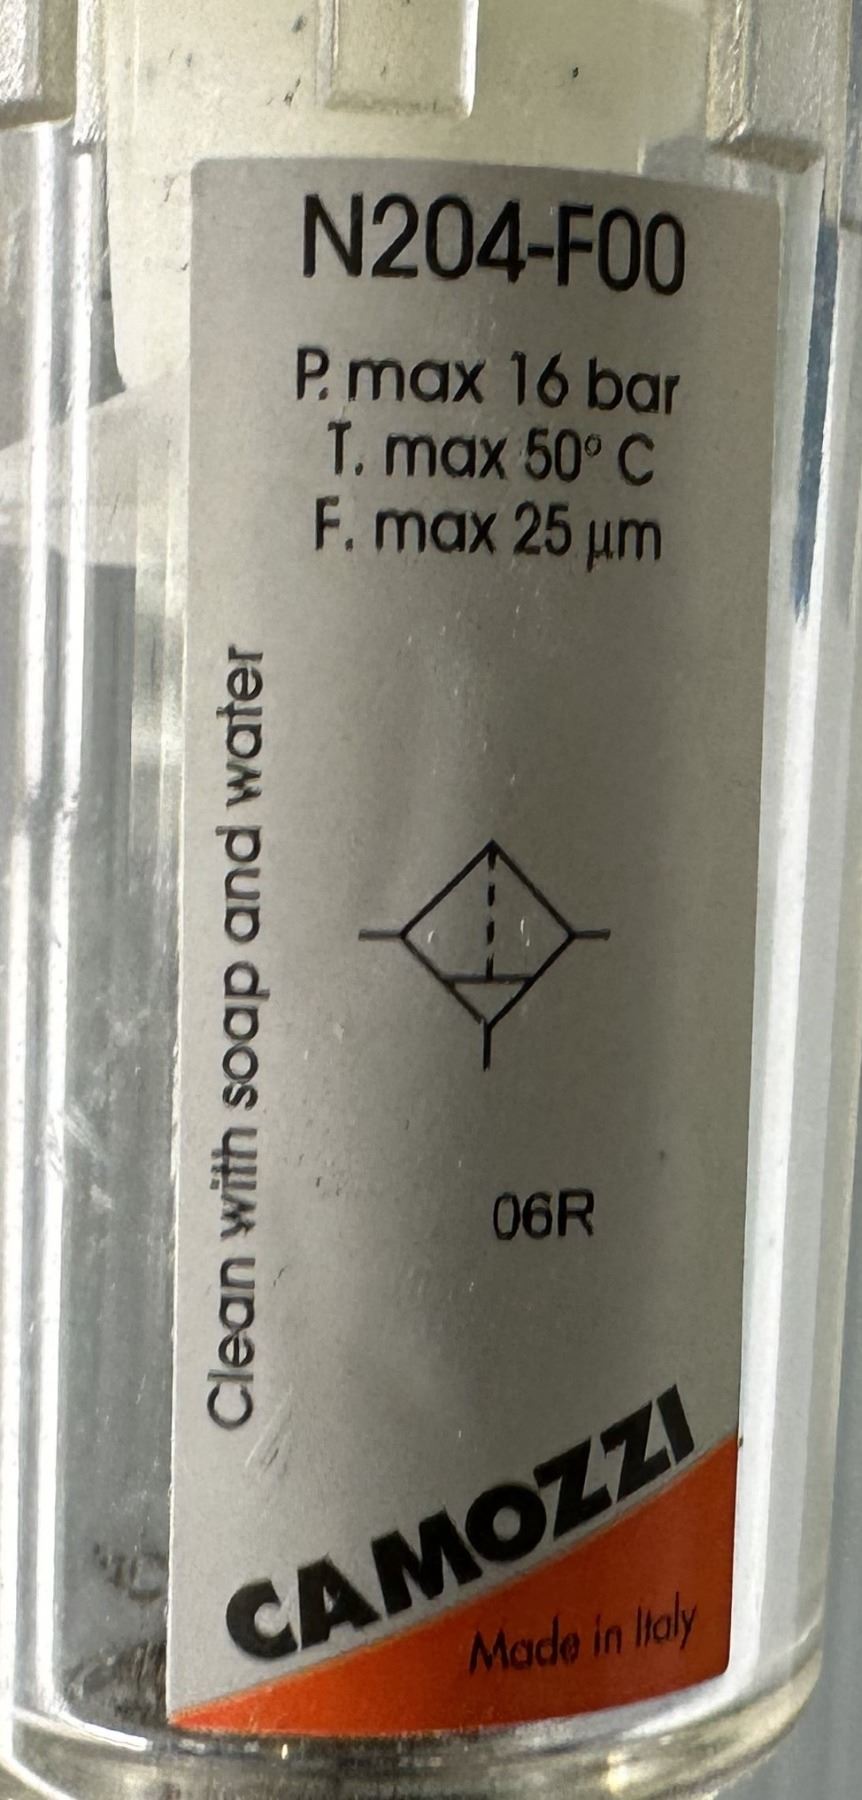 N204-F00
P. max 16 bar
T. max 50° C
F. max 25 µm
Clean with soap and water
06R
CAMOZZI
Made in Italy